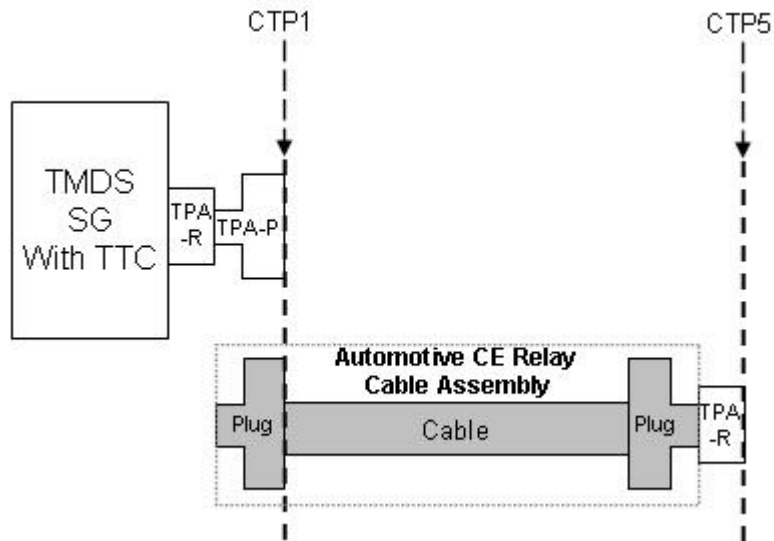 CTP1
CTP5
TMDS
SG
With TTC
TPA
-R
TPA-P
Automotive CE Relay
Cable Assembly
Plug
Cable
Plug
TPA
-R